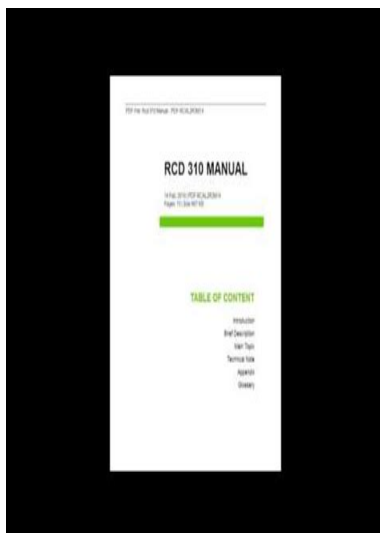 RCD 310 MANUAL
TABLE OF CONTENT
Introduction
Brief Description
Main Topic
Technical Note
Appendix
Glossary